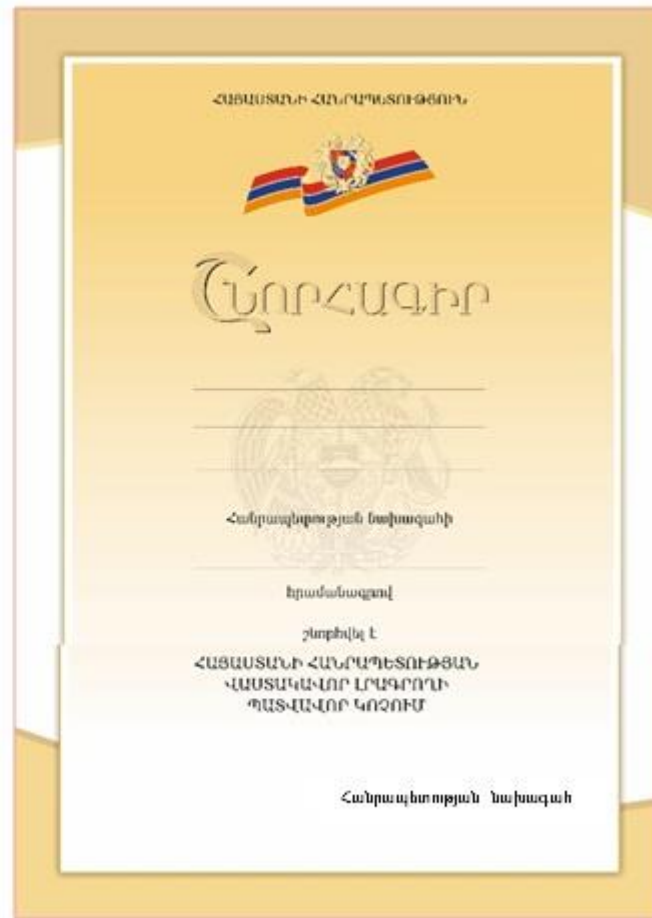 ՀԱՅԱՍՏԱՆԻ ՀԱՆՐԱՊԵՏՈՒԹՅՈՒՆ
ՇՆՈՐՀԱԳԻՐ
Հանրապետության նախագահի
հրամանագրով
շնորհվել է
ՀԱՅԱՍՏԱՆԻ ՀԱՆՐԱՊԵՏՈՒԹՅԱՆ
ՎԱՍՏԱԿԱՎՈՐ ԼՐԱԳՐՈՂԻ
ՊԱՏՎԱՎՈՐ ԿՈՉՈՒՄ
Հանրապետության նախագահ